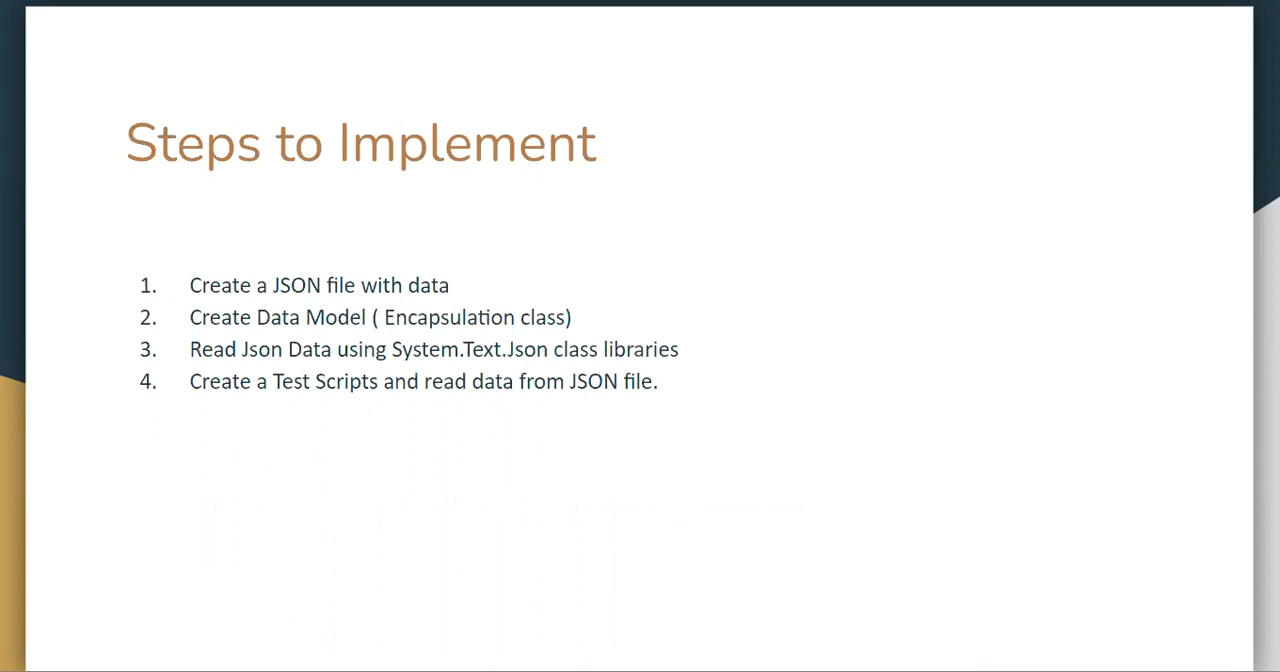 Steps to Implement
1. Create a JSON file with data
2. Create Data Model ( Encapsulation class)
3. Read Json Data using System.Text.Json class libraries
4. Create a Test Scripts and read data from JSON file.